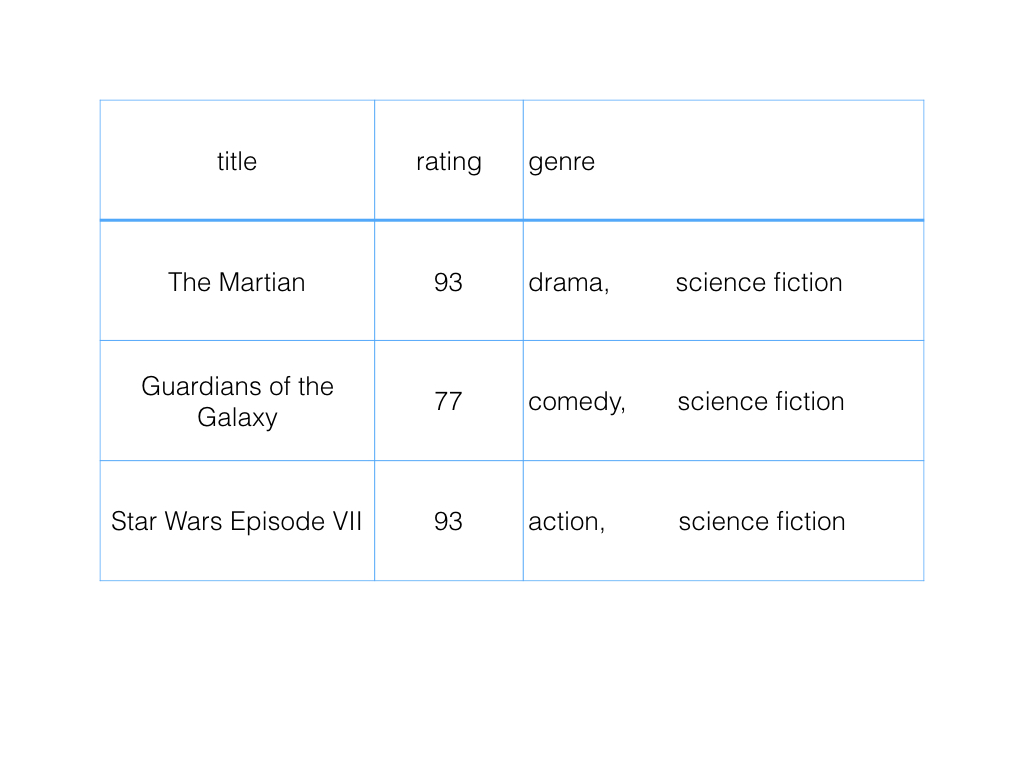 title rating genre
The Martian 93 drama, science fiction
Guardians of the
Galaxy 77 comedy, science fiction
Star Wars Episode VII 93 action, science fiction